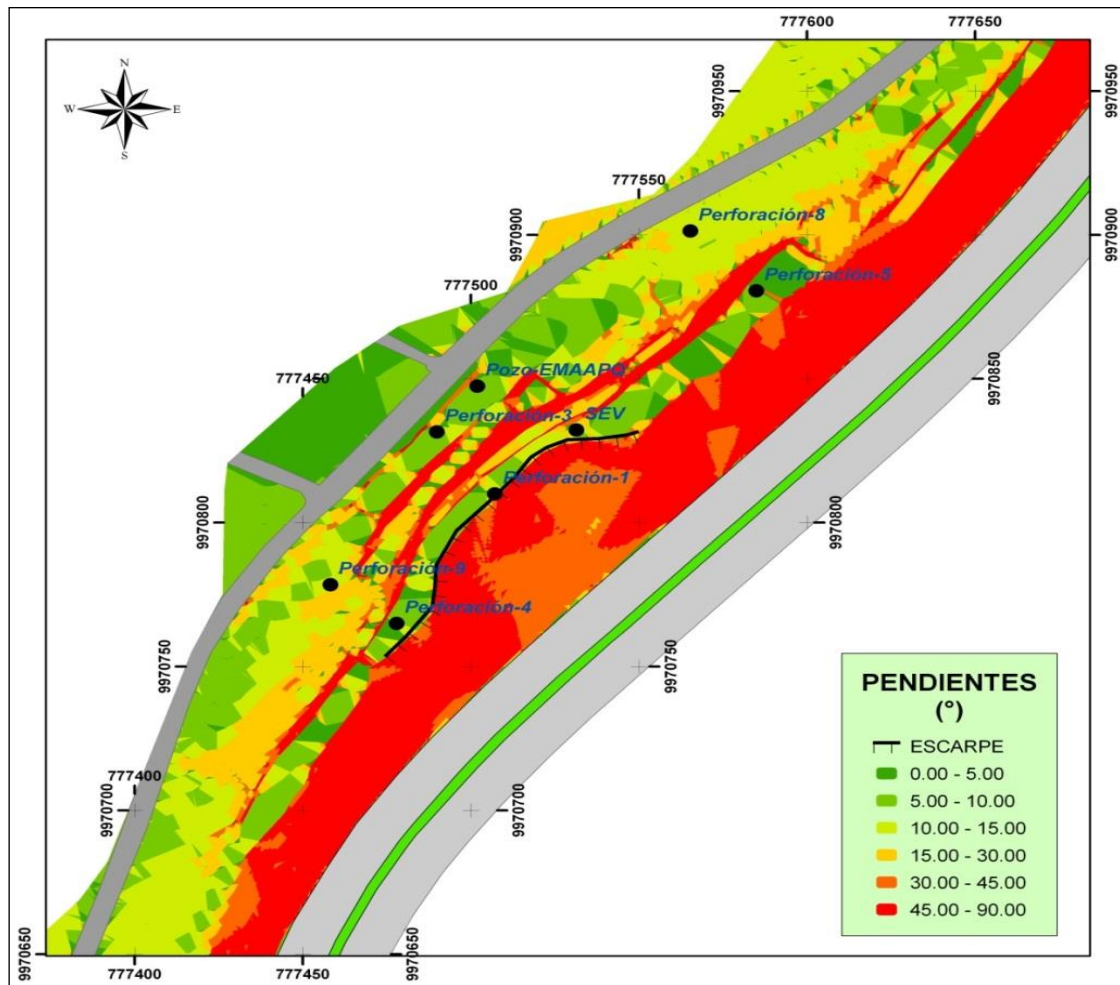 777600
777650
N
W
E
S
9970950
9970950
777550
Perforación-8
9970900
9970900
777500
Perforación-5
777450
Pozo-EMAAPQ
9970850
Perforación-3
SEV
Perforación-1
9970800
9970800
Perforación-9
Perforación-4
9970750
9970750
777400
9970700
9970700
9970650
9970650
777400
777450
PENDIENTES
(°)
ESCARPE
0.00 - 5.00
5.00 - 10.00
10.00 - 15.00
15.00 - 30.00
30.00 - 45.00
45.00 - 90.00